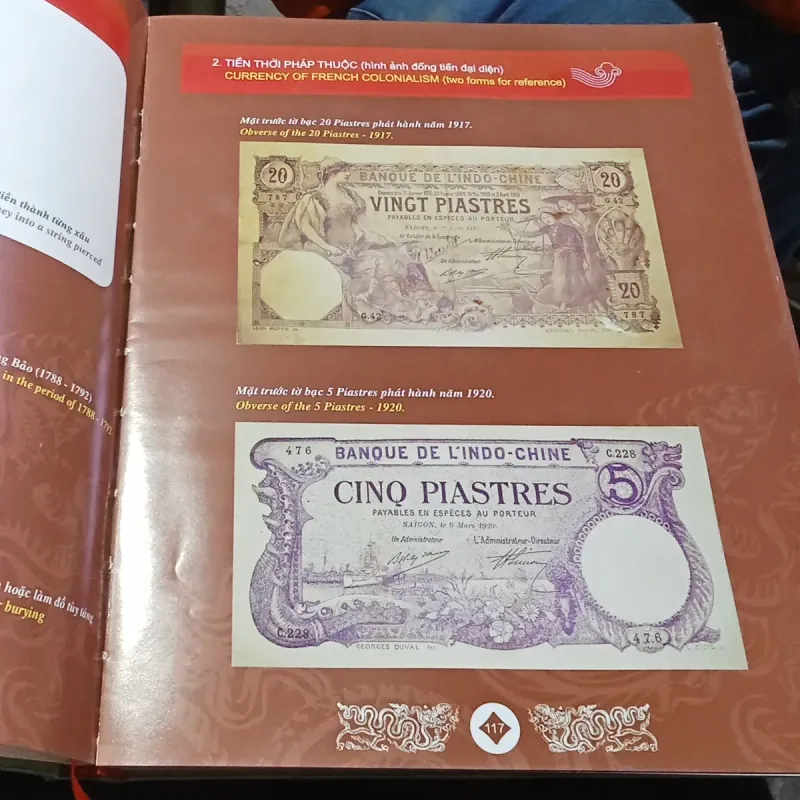 iền thành từng xâu
ey into a string pierced
g Bảo (1788 - 1792)
in the period of 1788 - 1792
hoặc làm đồ tùy táng
burying
2. TIỀN THỜI PHÁP THUỘC (hình ảnh đồng tiền đại diện)
CURRENCY OF FRENCH COLONIALISM (two forms for reference)
Mặt trước tờ bạc 20 Piastres phát hành năm 1917.
Obverse of the 20 Piastres - 1917.
20
787
BANQUE DE L'INDO-CHINE
20
G.42
VINGT PIASTRES
PAYABLES EN ESPÈCES AU PORTEUR
L'Administrateur-Directeur
Un Administrateur
G.42
20
787
Mặt trước tờ bạc 5 Piastres phát hành năm 1920.
Obverse of the 5 Piastres - 1920.
476
BANQUE DE L'INDO-CHINE
C.228
CINQ PIASTRES
5
PAYABLES EN ESPÈCES AU PORTEUR
SAIGON, le 6 Mars 1920.
Un Administrateur
L'Administrateur-Directeur
C.228
476
GEORGES DUVAL
117